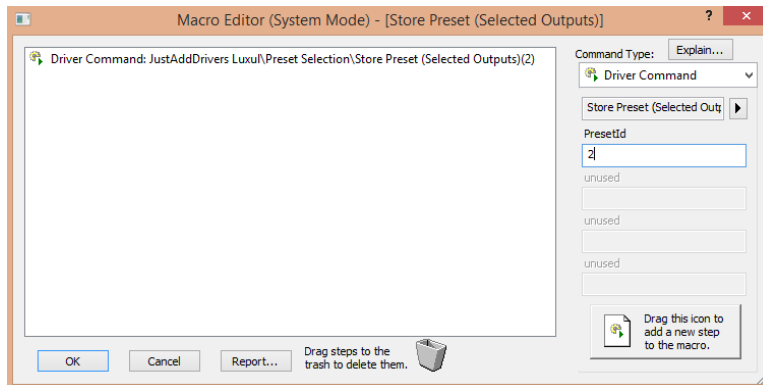 Macro Editor (System Mode) - [Store Preset (Selected Outputs)]
?
×
Driver Command: JustAddDrivers Luxul\Preset Selection\Store Preset (Selected Outputs)(2)
Command Type:
Explain...
Driver Command
Store Preset (Selected Outp
PresetId
2
unused
unused
unused
Drag this icon to
add a new step
to the macro.
OK
Cancel
Report...
Drag steps to the
trash to delete them.